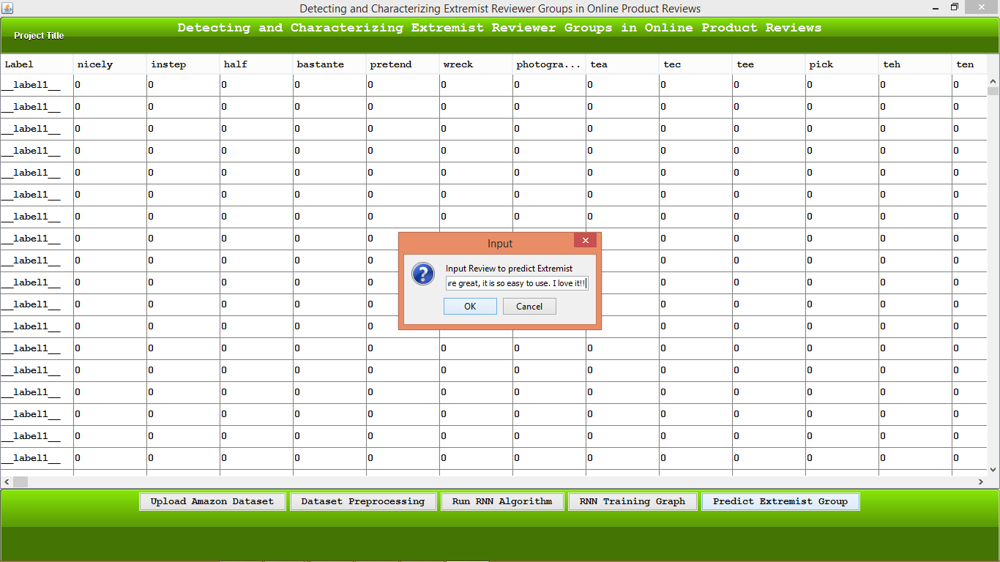 Detecting and Characterizing Extremist Reviewer Groups in Online Product Reviews
Project Title
Detecting and Characterizing Extremist Reviewer Groups in Online Product Reviews
Label nicely instep half bastante pretend wreck photogra... tea tec tee pick teh ten
__label1__ 0 0 0 0 0 0 0 0 0 0 0 0 0
__label1__ 0 0 0 0 0 0 0 0 0 0 0 0 0
__label1__ 0 0 0 0 0 0 0 0 0 0 0 0 0
__label1__ 0 0 0 0 0 0 0 0 0 0 0 0 0
__label1__ 0 0 0 0 0 0 0 0 0 0 0 0 0
__label1__ 0 0 0 0 0 0 0 0 0 0 0 0 0
__label1__ 0 0 0 0 0 0 0 0 0 0 0 0 0
__label1__ 0 0 0 0 0 0 0 0 0 0
__label1__ 0 0 0 0 0 0 0 0 0 0
__label1__ 0 0 0 0 0 0 0 0 0 0
__label1__ 0 0 0 0 0 0 0 0 0 0
__label1__ 0 0 0 0 0 0 0 0 0 0
__label1__ 0 0 0 0 0 0 0 0 0 0 0 0 0
__label1__ 0 0 0 0 0 0 0 0 0 0 0 0 0
__label1__ 0 0 0 0 0 0 0 0 0 0 0 0 0
__label1__ 0 0 0 0 0 0 0 0 0 0 0 0 0
__label1__ 0 0 0 0 0 0 0 0 0 0 0 0 0
__label1__ 0 0 0 0 0 0 0 0 0 0 0 0 0
Input
Input Review to predict Extremist
are great, it is so easy to use. I love it!!
OK Cancel
Upload Amazon Dataset Dataset Preprocessing Run RNN Algorithm RNN Training Graph Predict Extremist Group